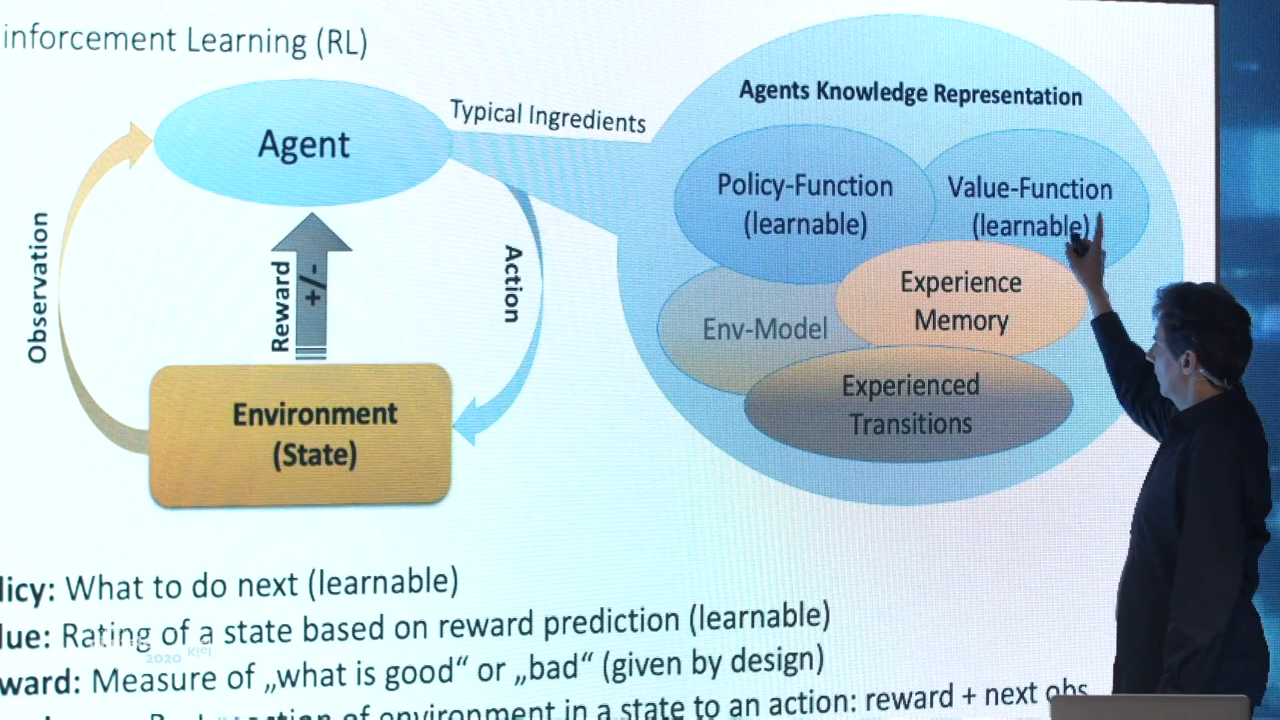 inforcement Learning (RL)
Typical Ingredients
Agents Knowledge Representation
Agent
Policy-Function
(learnable)
Value-Function
(learnable)
Observation
Reward
+/-
Action
Experience
Memory
Env-Model
Experienced
Transitions
Environment
(State)
licy: What to do next (learnable)
lue: Rating of a state based on reward prediction (learnable)
ward: Measure of „what is good“ or „bad“ (given by design)
2020 kiel
of environment in a state to an action: reward + next obs